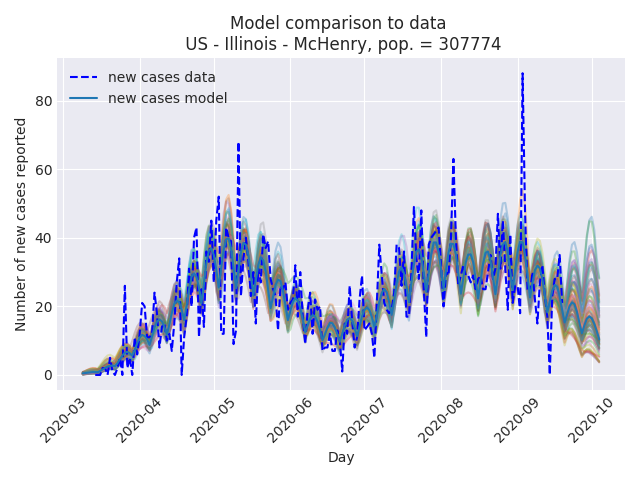 Model comparison to data
US - Illinois - McHenry, pop. = 307774
new cases data
new cases model
Number of new cases reported
80
60
40
20
0
2020-03
2020-04
2020-05
2020-06
2020-07
2020-08
2020-09
2020-10
Day